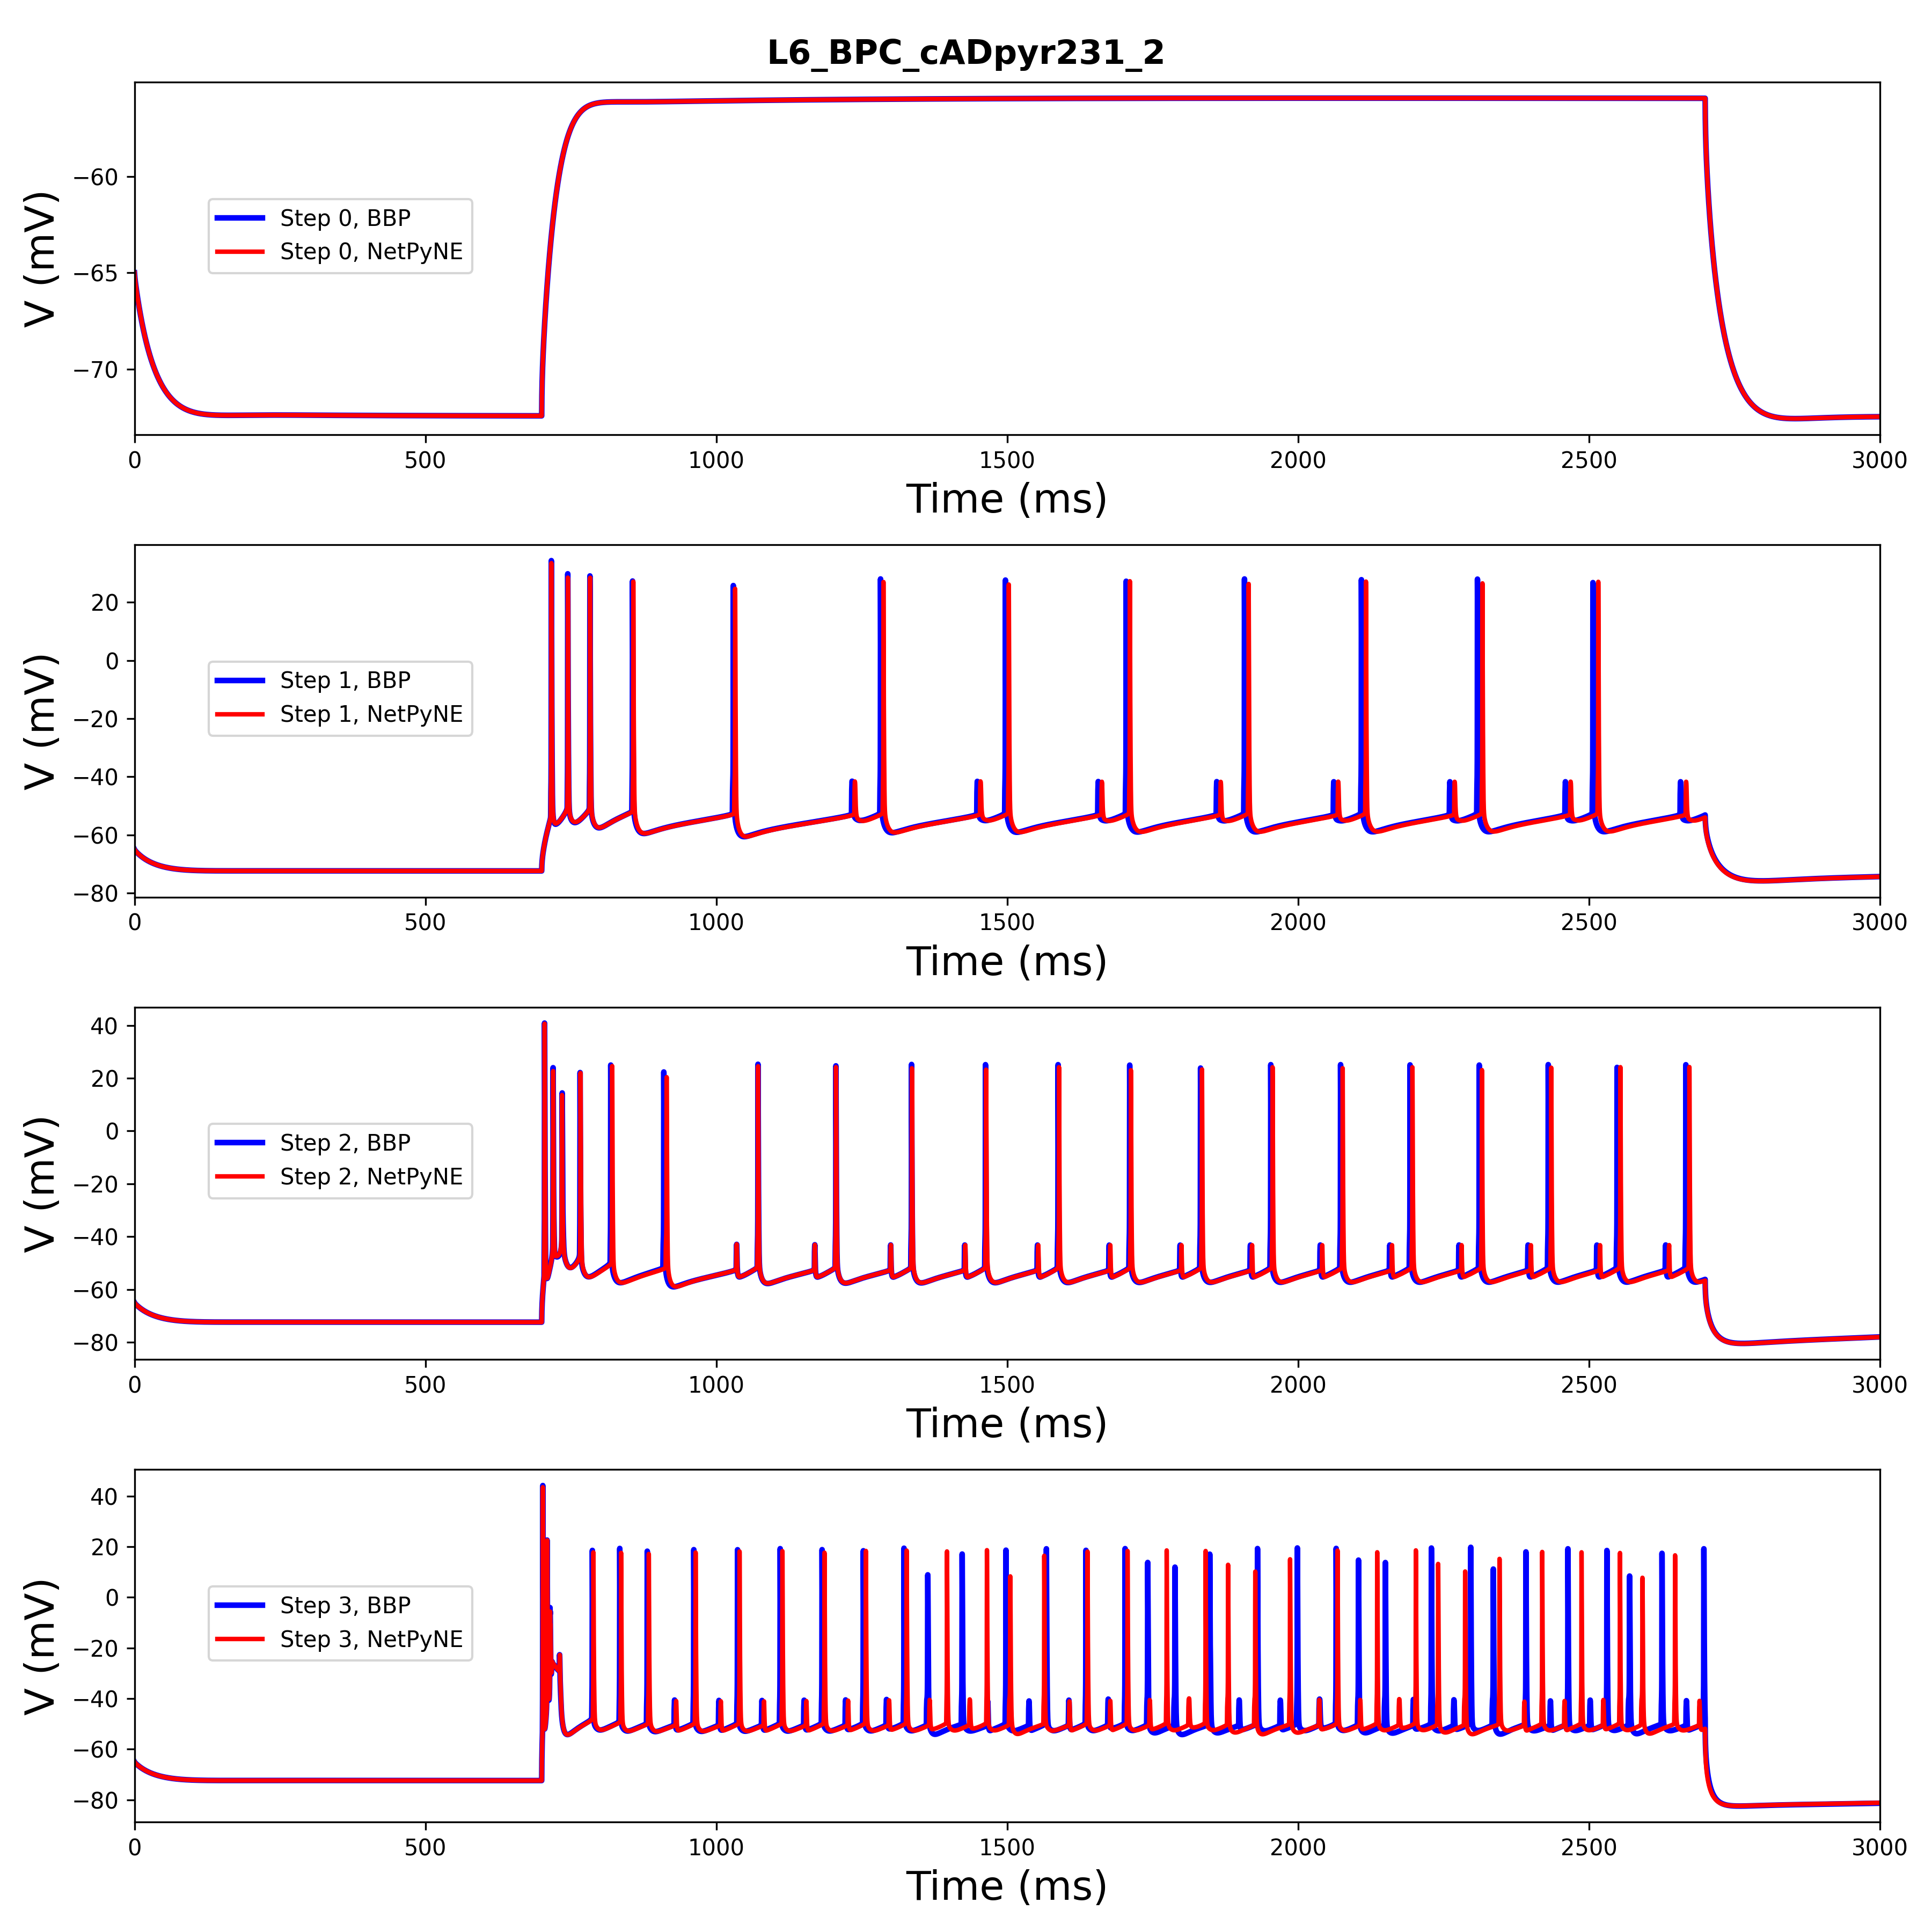 L6_BPC_cADpyr231_2
V (mV)
−60
−65
−70
Step 0, BBP
Step 0, NetPyNE
0 500 1000 1500 2000 2500 3000
Time (ms)
V (mV)
20
0
−20
−40
−60
−80
Step 1, BBP
Step 1, NetPyNE
0 500 1000 1500 2000 2500 3000
Time (ms)
V (mV)
40
20
0
−20
−40
−60
−80
Step 2, BBP
Step 2, NetPyNE
0 500 1000 1500 2000 2500 3000
Time (ms)
V (mV)
40
20
0
−20
−40
−60
−80
Step 3, BBP
Step 3, NetPyNE
0 500 1000 1500 2000 2500 3000
Time (ms)